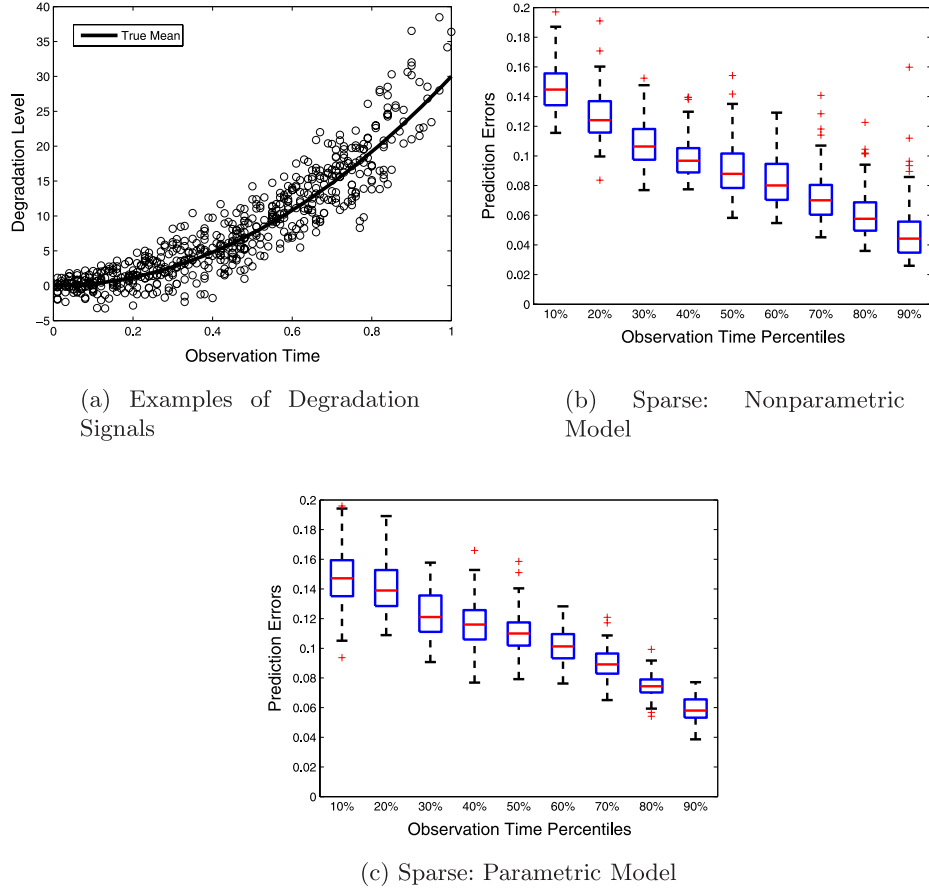 40
35
30
25
20
15
10
5
0
−5
Degradation Level
True Mean
0 0.2 0.4 0.6 0.8 1
Observation Time
(a) Examples of Degradation
Signals
0.2
0.18
0.16
0.14
0.12
0.1
0.08
0.06
0.04
0.02
0
Prediction Errors
10% 20% 30% 40% 50% 60% 70% 80% 90%
Observation Time Percentiles
(b) Sparse: Nonparametric
Model
0.2
0.18
0.16
0.14
0.12
0.1
0.08
0.06
0.04
0.02
0
Prediction Errors
10% 20% 30% 40% 50% 60% 70% 80% 90%
Observation Time Percentiles
(c) Sparse: Parametric Model